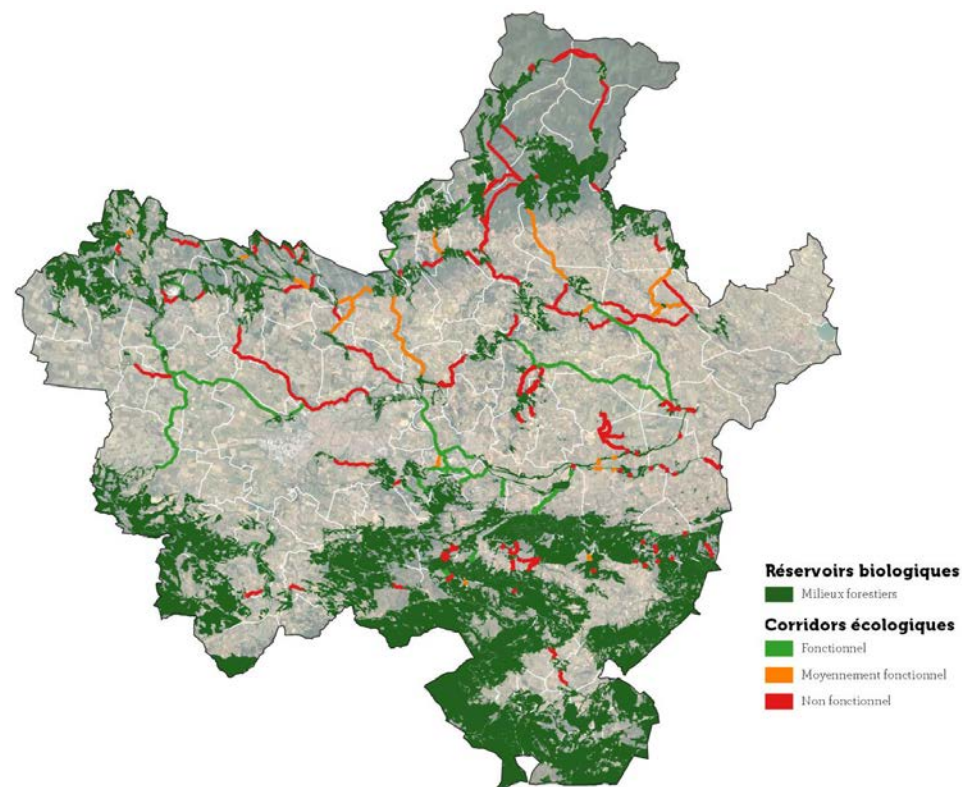 Réservoirs biologiques
Milieux forestiers
Corridors écologiques
Fonctionnel
Moyennement fonctionnel
Non fonctionnel